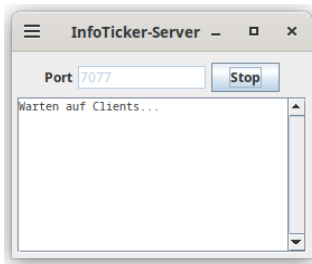 InfoTicker-Server
Port 7077 Stop
Warten auf Clients...